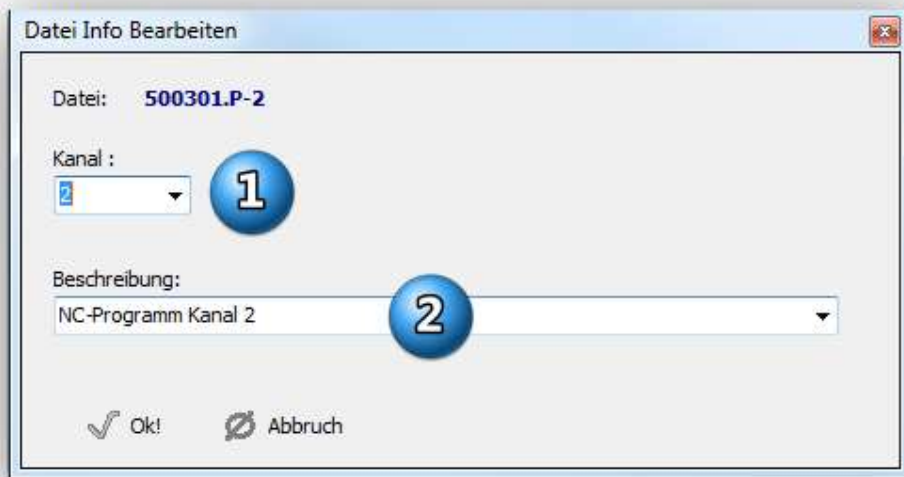 Datei Info Bearbeiten
Datei: 500301.P-2
Kanal :
2
1
Beschreibung:
NC-Programm Kanal 2
2
Ok! Abbruch